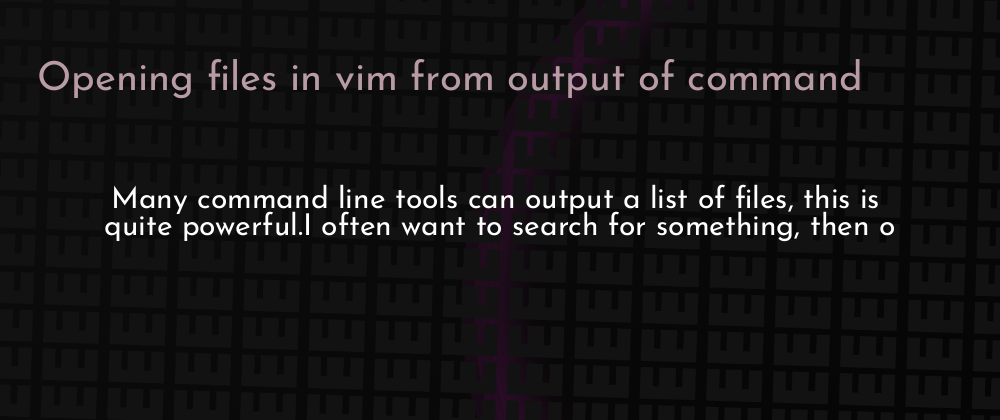 Opening files in vim from output of command
Many command line tools can output a list of files, this is
quite powerful.I often want to search for something, then o